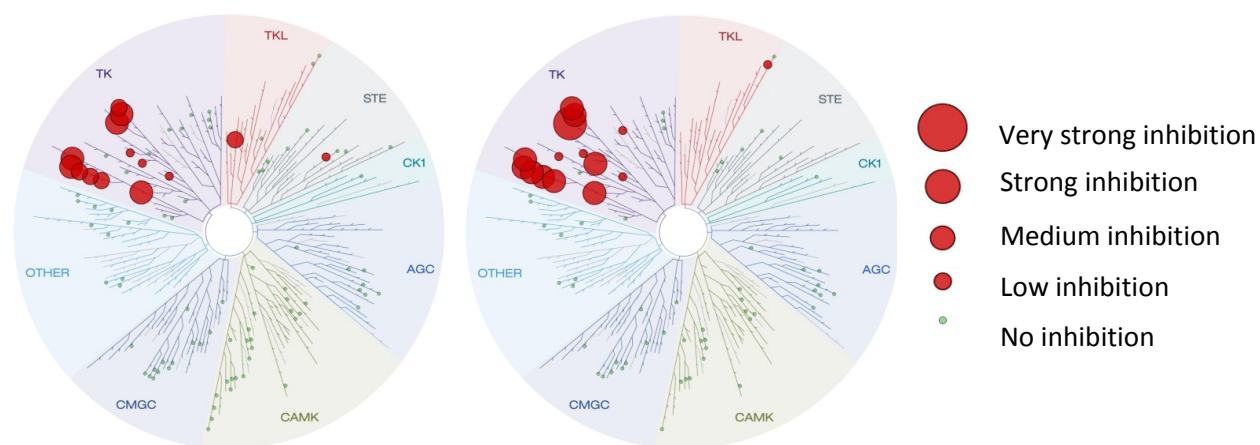 TKL
TK
STE
CK1
AGC
OTHER
CMGC
CAMK
TKL
TK
STE
CK1
AGC
OTHER
CMGC
CAMK
Very strong inhibition
Strong inhibition
Medium inhibition
Low inhibition
No inhibition